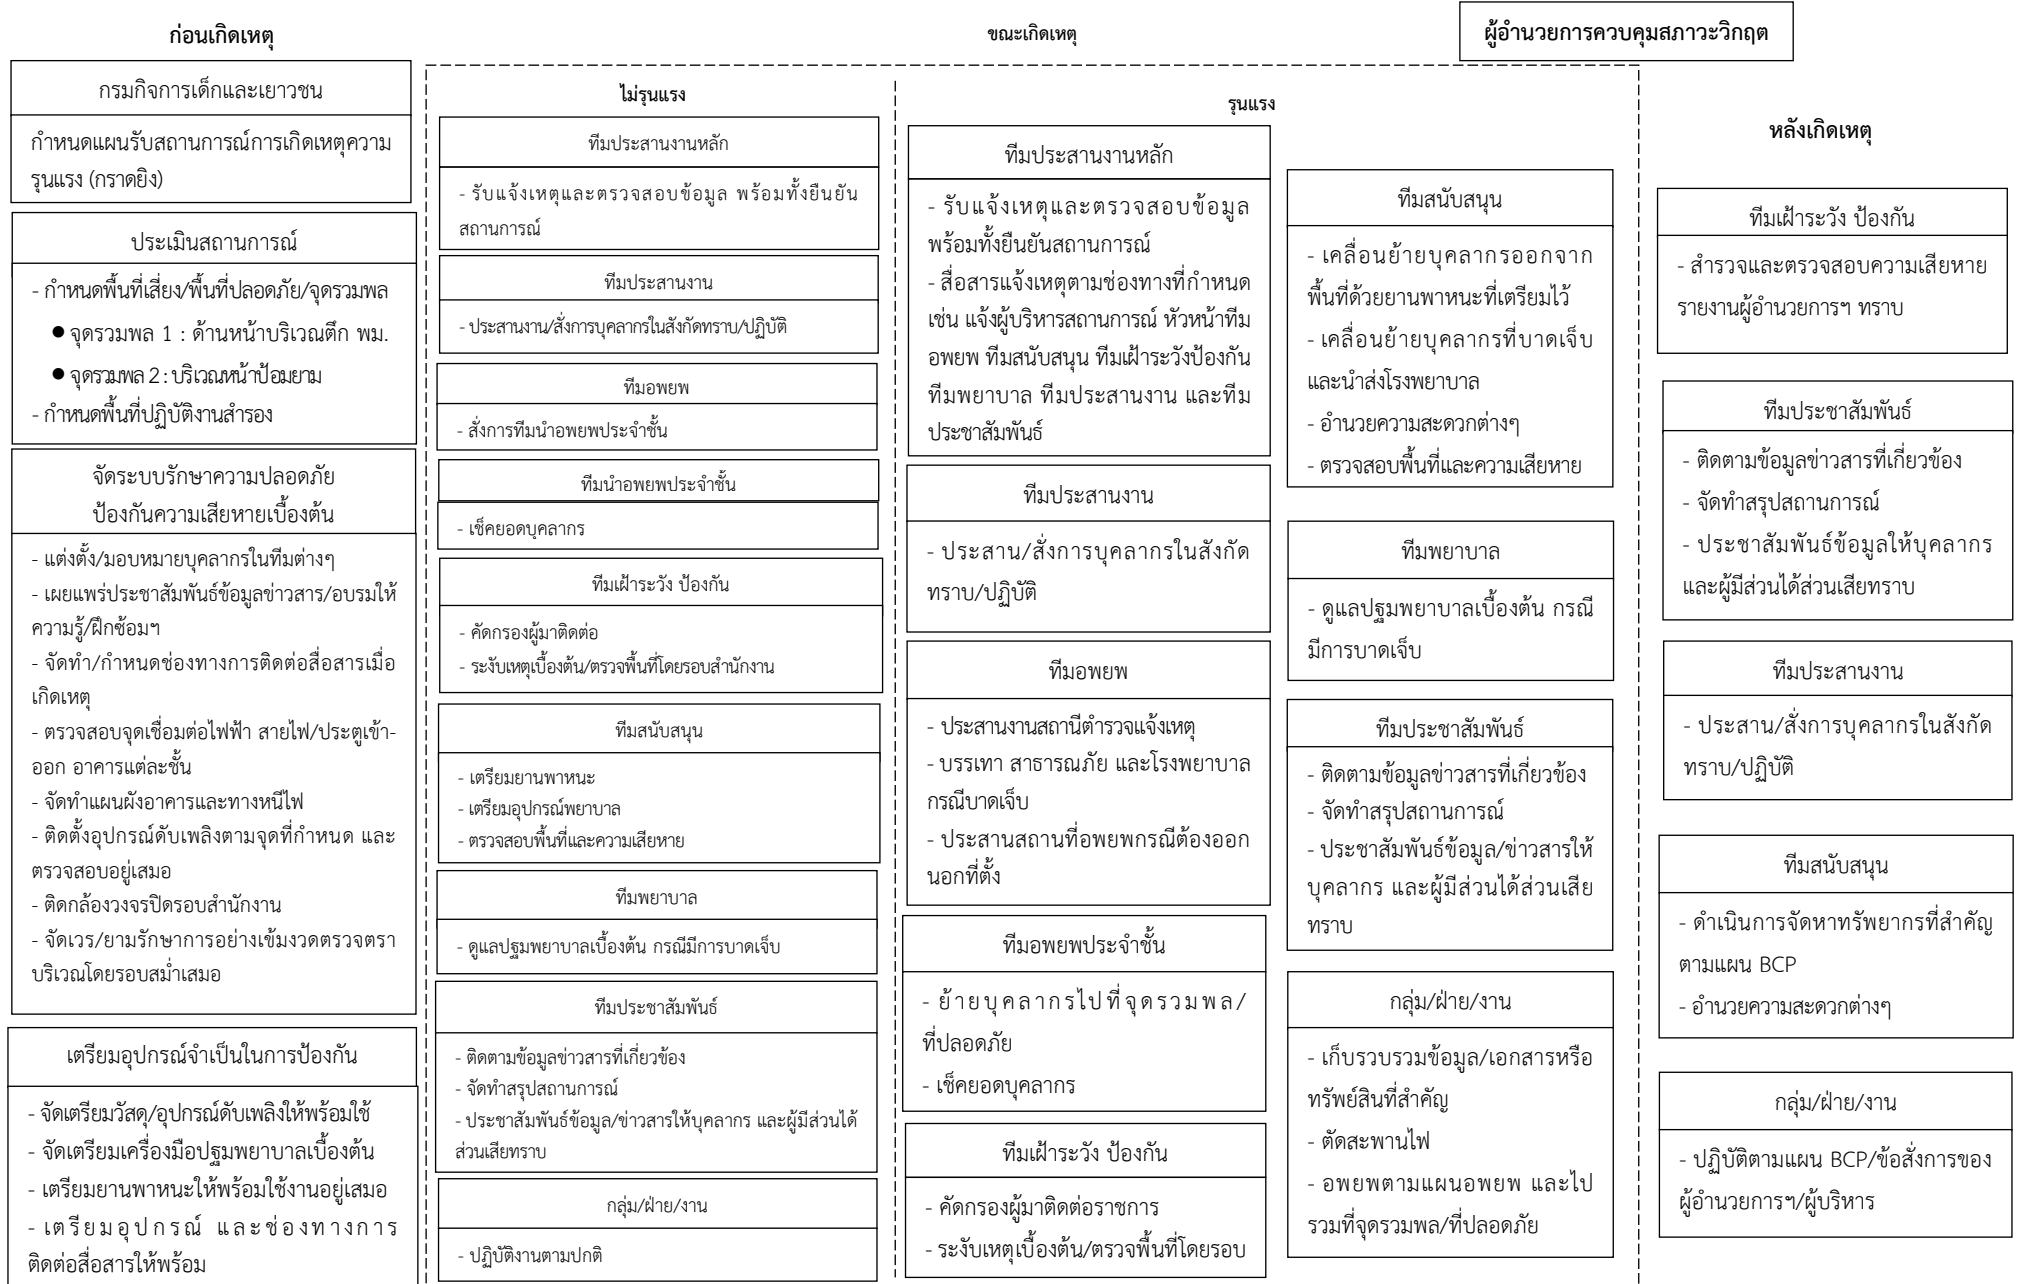 ก่อนเกิดเหตุ
กรมกิจการเด็กและเยาวชน
กำหนดแผนรับสถานการณ์การเกิดเหตุความ
รุนแรง (กราดยิง)
ประเมินสถานการณ์
- กำหนดพื้นที่เสี่ยง/พื้นที่ปลอดภัย/จุดรวมพล
● จุดรวมพล 1 : ด้านหน้าบริเวณตึก พม.
● จุดรวมพล 2 : บริเวณหน้าป้อมยาม
- กำหนดพื้นที่ปฏิบัติงานสำรอง
จัดระบบรักษาความปลอดภัย
ป้องกันความเสียหายเบื้องต้น
- แต่งตั้ง/มอบหมายบุคลากรในทีมต่างๆ
- เผยแพร่ประชาสัมพันธ์ข้อมูลข่าวสาร/อบรมให้
ความรู้/ฝึกซ้อมฯ
- จัดทำ/กำหนดช่องทางการติดต่อสื่อสารเมื่อ
เกิดเหตุ
- ตรวจสอบจุดเชื่อมต่อไฟฟ้า สายไฟ/ประตูเข้า-
ออก อาคารแต่ละชั้น
- จัดทำแผนผังอาคารและทางหนีไฟ
- ติดตั้งอุปกรณ์ดับเพลิงตามจุดที่กำหนด และ
ตรวจสอบอยู่เสมอ
- ติดกล้องวงจรปิดรอบสำนักงาน
- จัดเวร/ยามรักษาการอย่างเข้มงวดตรวจตรา
บริเวณโดยรอบสม่ำเสมอ
เตรียมอุปกรณ์จำเป็นในการป้องกัน
- จัดเตรียมวัสดุ/อุปกรณ์ดับเพลิงให้พร้อมใช้
- จัดเตรียมเครื่องมือปฐมพยาบาลเบื้องต้น
- เตรียมยานพาหนะให้พร้อมใช้งานอยู่เสมอ
- เตรียมอุปกรณ์ และช่องทางการ
ติดต่อสื่อสารให้พร้อม
ขณะเกิดเหตุ
ผู้อำนวยการควบคุมสภาวะวิกฤต
ไม่รุนแรง
ทีมประสานงานหลัก
- รับแจ้งเหตุและตรวจสอบข้อมูล พร้อมทั้งยืนยัน
สถานการณ์
ทีมประสานงาน
- ประสานงาน/สั่งการบุคลากรในสังกัดทราบ/ปฏิบัติ
ทีมอพยพ
- สั่งการทีมนำอพยพประจำชั้น
ทีมนำอพยพประจำชั้น
- เช็คยอดบุคลากร
ทีมเฝ้าระวัง ป้องกัน
- คัดกรองผู้มาติดต่อ
- ระงับเหตุเบื้องต้น/ตรวจพื้นที่โดยรอบสำนักงาน
ทีมสนับสนุน
- เตรียมยานพาหนะ
- เตรียมอุปกรณ์พยาบาล
- ตรวจสอบพื้นที่และความเสียหาย
ทีมพยาบาล
- ดูแลปฐมพยาบาลเบื้องต้น กรณีมีการบาดเจ็บ
ทีมประชาสัมพันธ์
- ติดตามข้อมูลข่าวสารที่เกี่ยวข้อง
- จัดทำสรุปสถานการณ์
- ประชาสัมพันธ์ข้อมูล/ข่าวสารให้บุคลากร และผู้มีส่วนได้
ส่วนเสียทราบ
กลุ่ม/ฝ่าย/งาน
- ปฏิบัติงานตามปกติ
รุนแรง
ทีมประสานงานหลัก
- รับแจ้งเหตุและตรวจสอบข้อมูล
พร้อมทั้งยืนยันสถานการณ์
- สื่อสารแจ้งเหตุตามช่องทางที่กำหนด
เช่น แจ้งผู้บริหารสถานการณ์ หัวหน้าทีม
อพยพ ทีมสนับสนุน ทีมเฝ้าระวังป้องกัน
ทีมพยาบาล ทีมประสานงาน และทีม
ประชาสัมพันธ์
ทีมประสานงาน
- ประสาน/สั่งการบุคลากรในสังกัด
ทราบ/ปฏิบัติ
ทีมอพยพ
- ประสานงานสถานีตำรวจแจ้งเหตุ
- บรรเทา สาธารณภัย และโรงพยาบาล
กรณีบาดเจ็บ
- ประสานสถานที่อพยพกรณีต้องออก
นอกที่ตั้ง
ทีมอพยพประจำชั้น
- ย้ายบุคลากรไปที่จุดรวมพล/
ที่ปลอดภัย
- เช็คยอดบุคลากร
ทีมเฝ้าระวัง ป้องกัน
- คัดกรองผู้มาติดต่อราชการ
- ระงับเหตุเบื้องต้น/ตรวจพื้นที่โดยรอบ
ทีมสนับสนุน
- เคลื่อนย้ายบุคลากรออกจาก
พื้นที่ด้วยยานพาหนะที่เตรียมไว้
- เคลื่อนย้ายบุคลากรที่บาดเจ็บ
และนำส่งโรงพยาบาล
- อำนวยความสะดวกต่างๆ
- ตรวจสอบพื้นที่และความเสียหาย
ทีมพยาบาล
- ดูแลปฐมพยาบาลเบื้องต้น กรณี
มีการบาดเจ็บ
ทีมประชาสัมพันธ์
- ติดตามข้อมูลข่าวสารที่เกี่ยวข้อง
- จัดทำสรุปสถานการณ์
- ประชาสัมพันธ์ข้อมูล/ข่าวสารให้
บุคลากร และผู้มีส่วนได้ส่วนเสีย
ทราบ
กลุ่ม/ฝ่าย/งาน
- เก็บรวบรวมข้อมูล/เอกสารหรือ
ทรัพย์สินที่สำคัญ
- ตัดสะพานไฟ
- อพยพตามแผนอพยพ และไป
รวมที่จุดรวมพล/ที่ปลอดภัย
หลังเกิดเหตุ
ทีมเฝ้าระวัง ป้องกัน
- สำรวจและตรวจสอบความเสียหาย
รายงานผู้อำนวยการฯ ทราบ
ทีมประชาสัมพันธ์
- ติดตามข้อมูลข่าวสารที่เกี่ยวข้อง
- จัดทำสรุปสถานการณ์
- ประชาสัมพันธ์ข้อมูลให้บุคลากร
และผู้มีส่วนได้ส่วนเสียทราบ
ทีมประสานงาน
- ประสาน/สั่งการบุคลากรในสังกัด
ทราบ/ปฏิบัติ
ทีมสนับสนุน
- ดำเนินการจัดหาทรัพยากรที่สำคัญ
ตามแผน BCP
- อำนวยความสะดวกต่างๆ
กลุ่ม/ฝ่าย/งาน
- ปฏิบัติตามแผน BCP/ข้อสั่งการของ
ผู้อำนวยการฯ/ผู้บริหาร